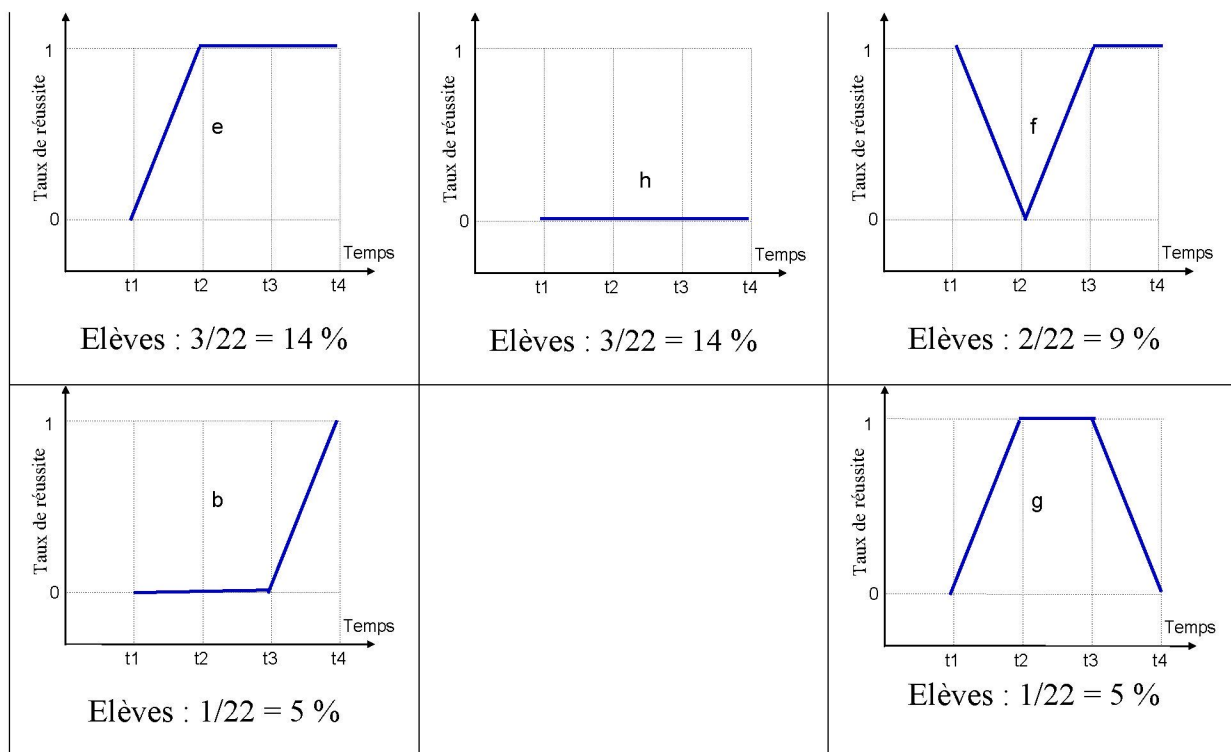 Taux de réussite
1
e
0
Temps
t1 t2 t3 t4
Elèves : 3/22 = 14 %
Taux de réussite
1
h
0
Temps
t1 t2 t3 t4
Elèves : 3/22 = 14 %
Taux de réussite
1
f
0
Temps
t1 t2 t3 t4
Elèves : 2/22 = 9 %
Taux de réussite
1
b
0
Temps
t1 t2 t3 t4
Elèves : 1/22 = 5 %
Taux de réussite
1
g
0
Temps
t1 t2 t3 t4
Elèves : 1/22 = 5 %